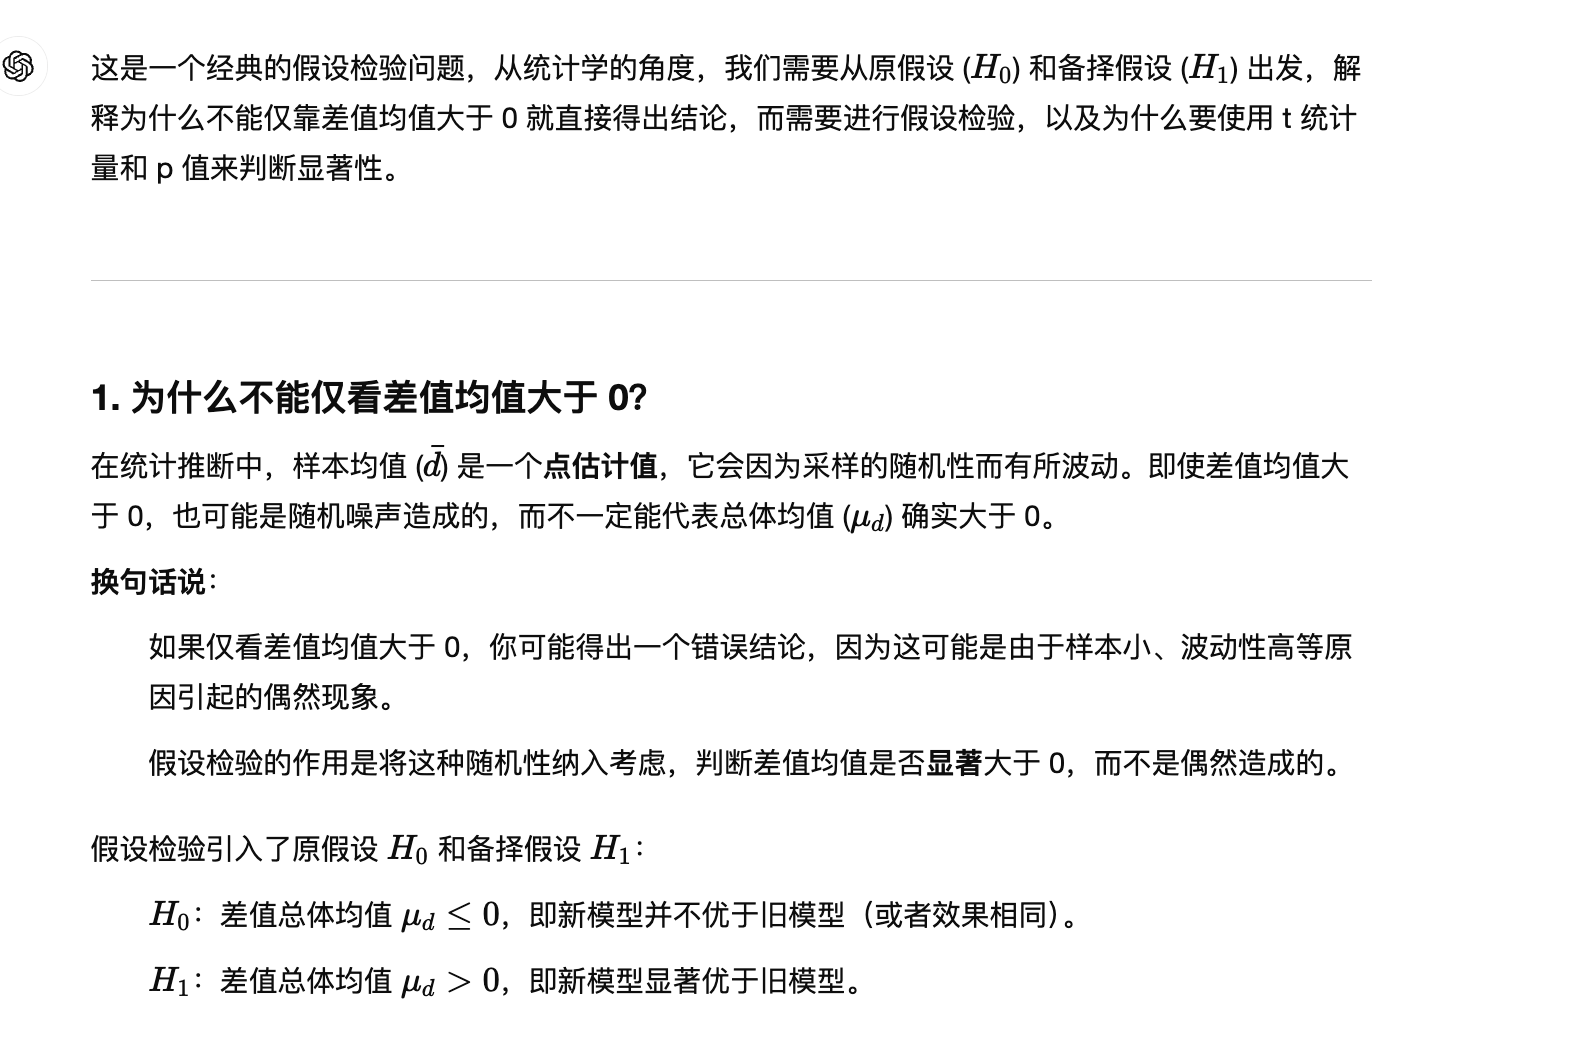 这是一个经典的假设检验问题，从统计学的角度，我们需要从原假设 (H₀) 和备择假设 (H₁) 出发，解
释为什么不能仅靠差值均值大于 0 就直接得出结论，而需要进行假设检验，以及为什么要使用 t 统计
量和 p 值来判断显著性。
1. 为什么不能仅看差值均值大于 0?
在统计推断中，样本均值 (d̄) 是一个点估计值，它会因为采样的随机性而有所波动。即使差值均值大
于 0，也可能是随机噪声造成的，而不一定能代表总体均值 (μ_d) 确实大于 0。
换句话说：
如果仅看差值均值大于 0，你可能得出一个错误结论，因为这可能是由于样本小、波动性高等原
因引起的偶然现象。
假设检验的作用是将这种随机性纳入考虑，判断差值均值是否显著大于 0，而不是偶然造成的。
假设检验引入了原假设 H₀ 和备择假设 H₁：
H₀：差值总体均值 μ_d ≤ 0，即新模型并不优于旧模型（或者效果相同）。
H₁：差值总体均值 μ_d > 0，即新模型显著优于旧模型。